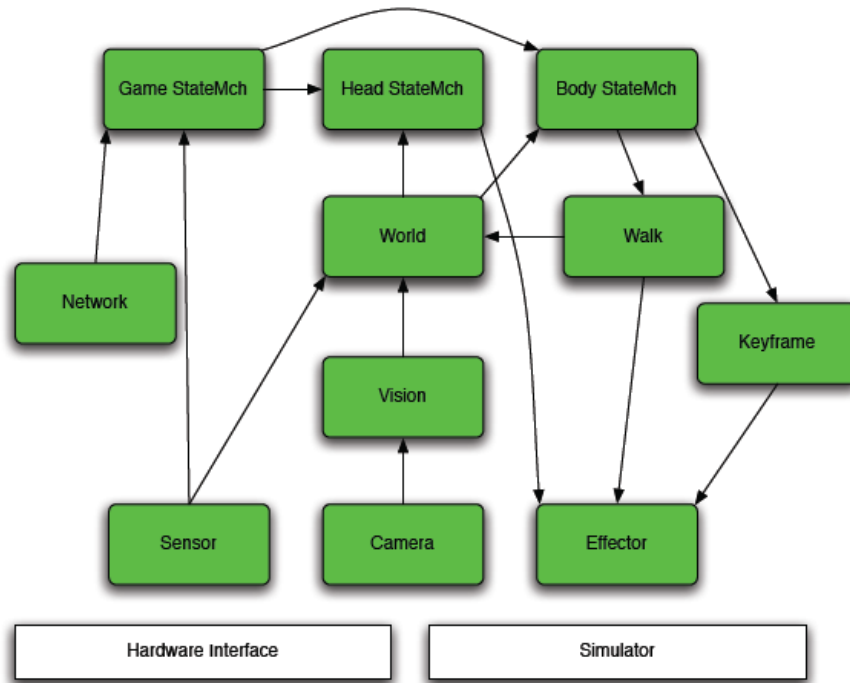 Game StateMch
Head StateMch
Body StateMch
World
Walk
Network
Keyframe
Vision
Sensor
Camera
Effector
Hardware Interface
Simulator